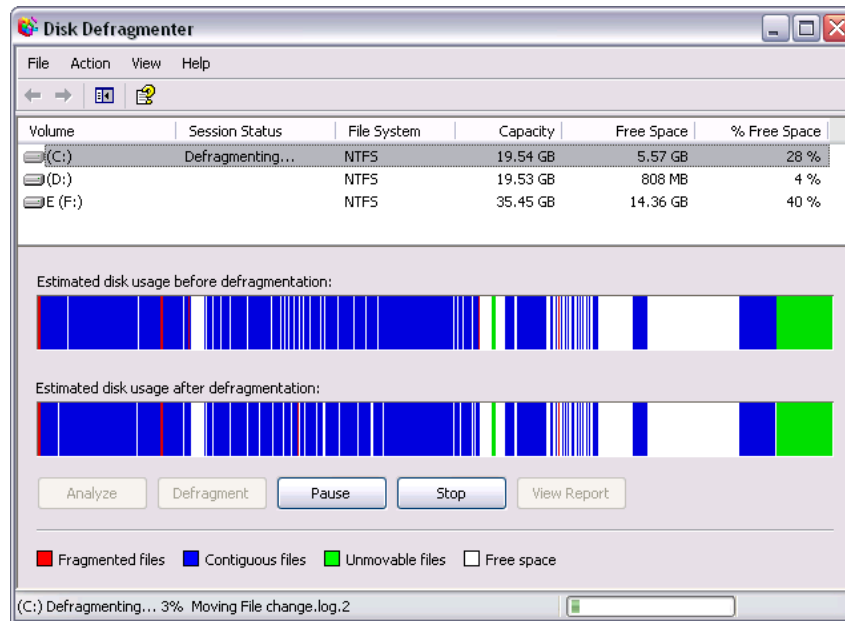 Disk Defragmenter
File Action View Help
Volume Session Status File System Capacity Free Space % Free Space
(C:) Defragmenting... NTFS 19.54 GB 5.57 GB 28 %
(D:) NTFS 19.53 GB 808 MB 4 %
E (F:) NTFS 35.45 GB 14.36 GB 40 %
Estimated disk usage before defragmentation:
Estimated disk usage after defragmentation:
Analyze Defragment Pause Stop View Report
Fragmented files Contiguous files Unmovable files Free space
(C:) Defragmenting... 3% Moving File change.log.2